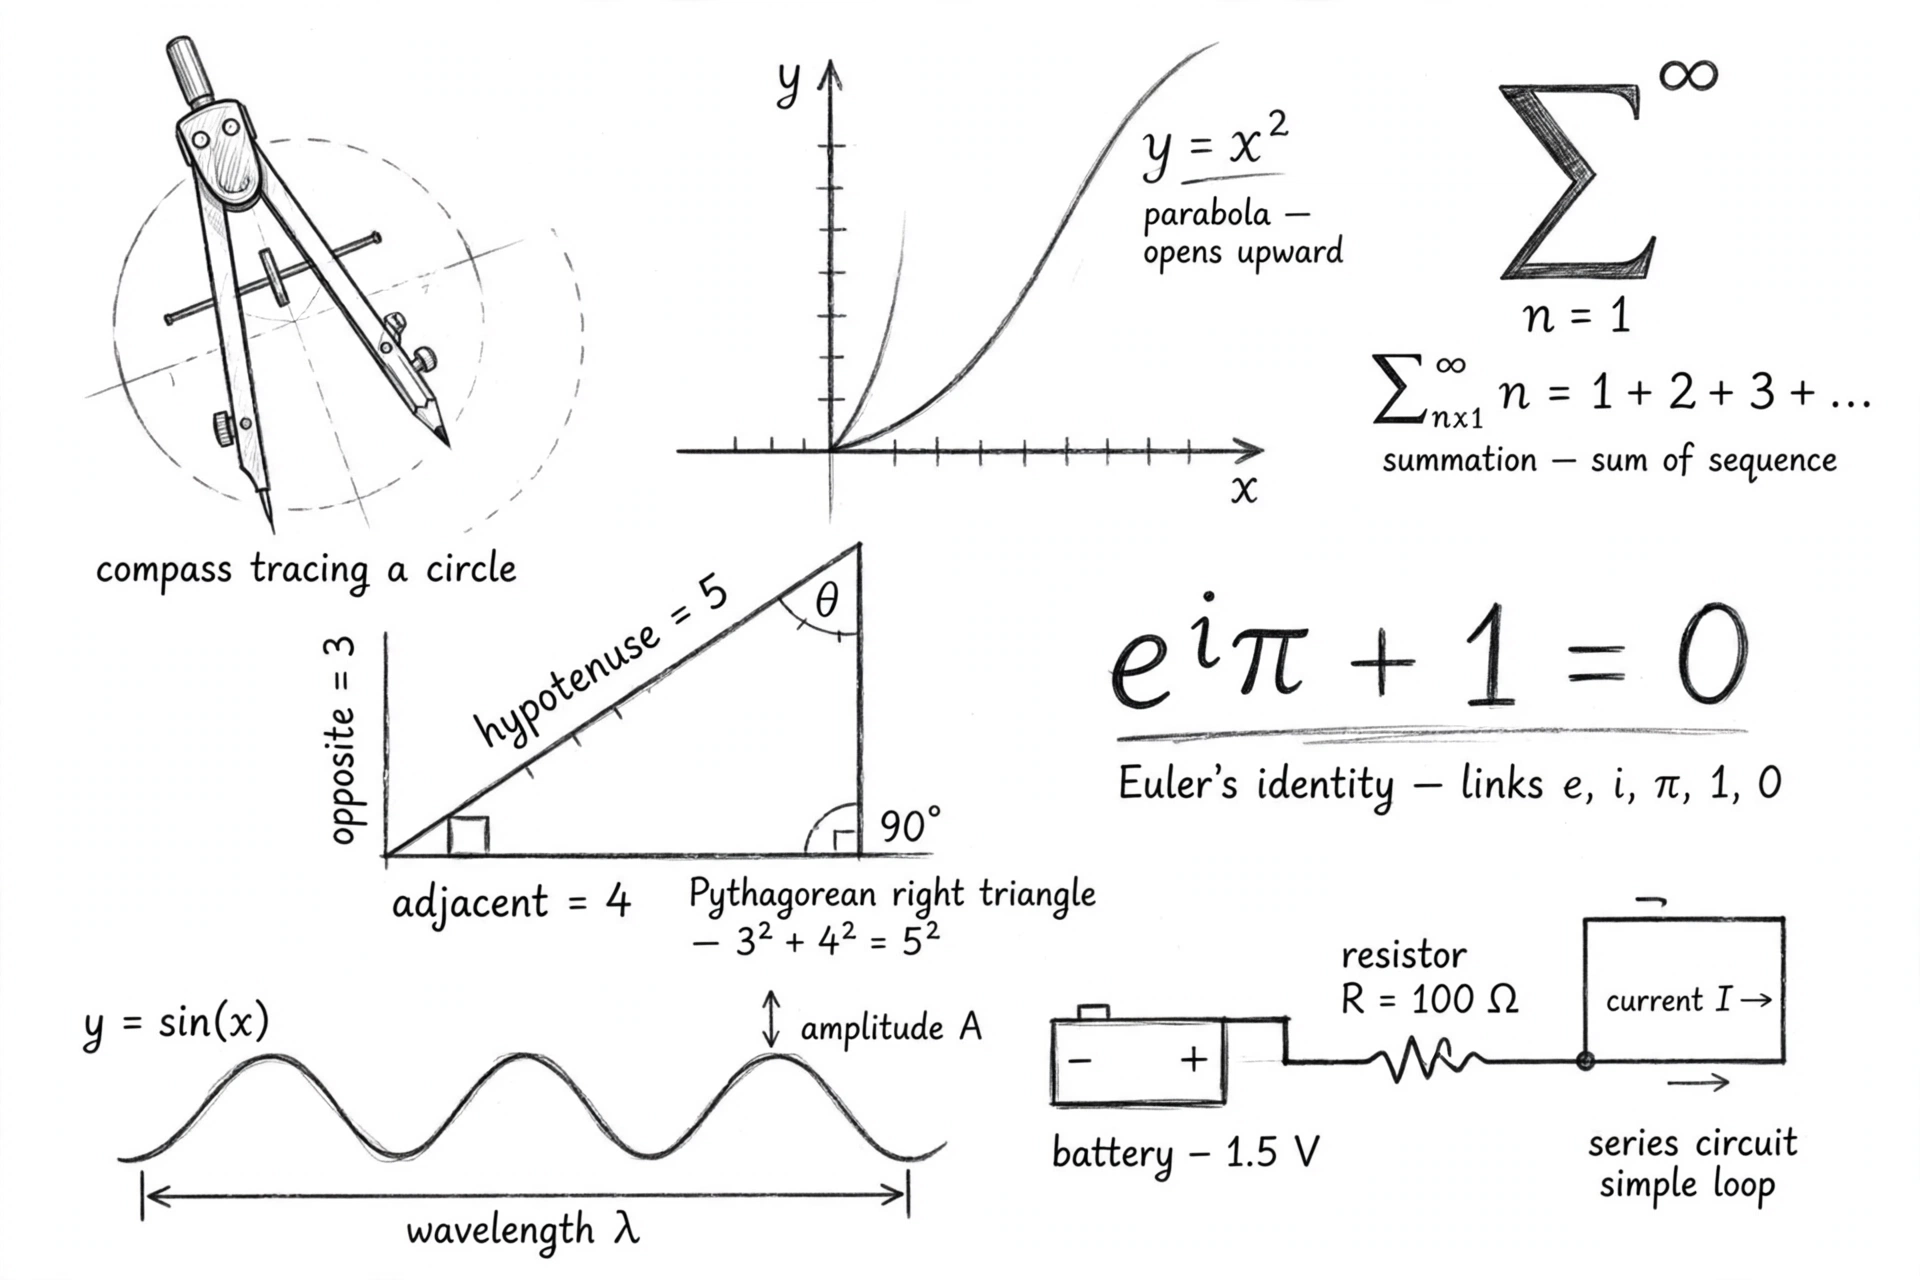 compass tracing a circle
y
y = x²
parabola –
opens upward
x
∑ ∞
n = 1
∑ ∞ nx1 n = 1 + 2 + 3 + ...
summation – sum of sequence
opposite = 3
hypotenuse = 5
θ
90°
adjacent = 4
Pythagorean right triangle
– 3² + 4² = 5²
eⁱπ + 1 = 0
Euler's identity – links e, i, π, 1, 0
y = sin(x)
amplitude A
wavelength λ
resistor
R = 100 Ω
current I →
– +
battery – 1.5 V
series circuit
simple loop